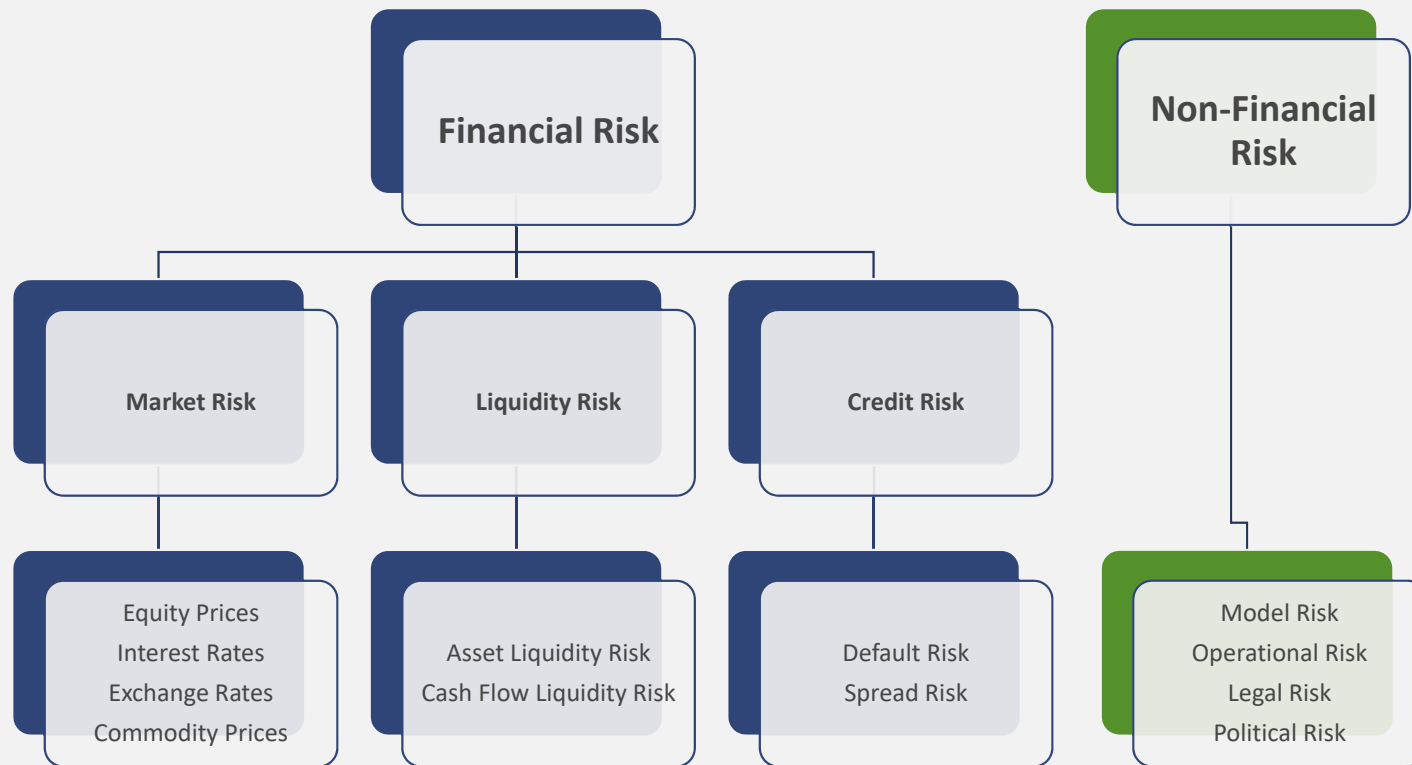 Financial Risk
Non-Financial
Risk
Market Risk
Liquidity Risk
Credit Risk
Equity Prices
Interest Rates
Exchange Rates
Commodity Prices
Asset Liquidity Risk
Cash Flow Liquidity Risk
Default Risk
Spread Risk
Model Risk
Operational Risk
Legal Risk
Political Risk